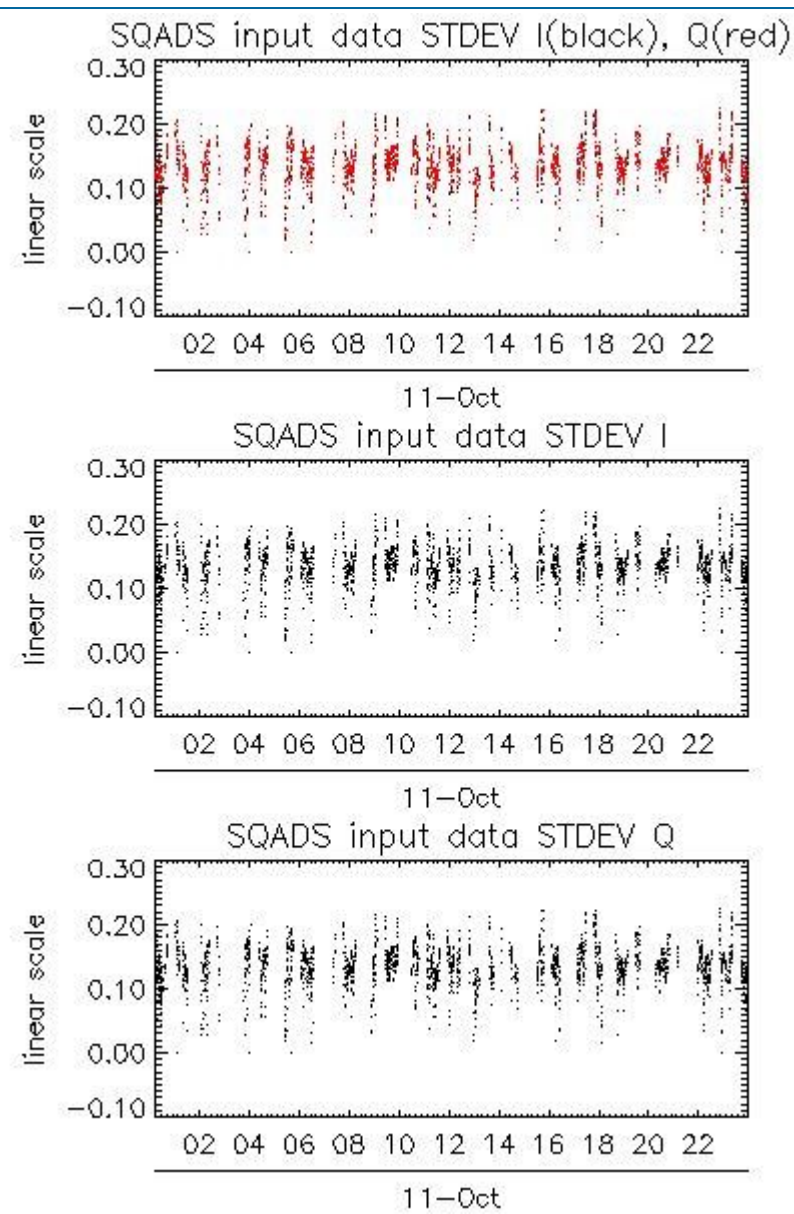 SQADS input data STDEV I(black), Q(red)
0.30
0.20
0.10
0.00
−0.10
linear scale
02 04 06 08 10 12 14 16 18 20 22
11−Oct
SQADS input data STDEV I
0.30
0.20
0.10
0.00
−0.10
linear scale
02 04 06 08 10 12 14 16 18 20 22
11−Oct
SQADS input data STDEV Q
0.30
0.20
0.10
0.00
−0.10
linear scale
02 04 06 08 10 12 14 16 18 20 22
11−Oct